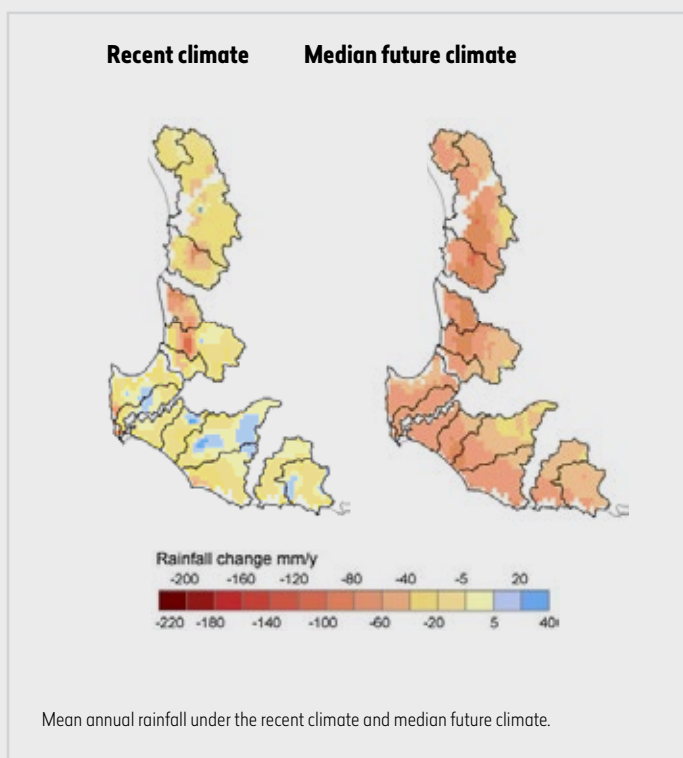 Recent climate Median future climate
Rainfall change mm/y
-200 -160 -120 -80 -40 -5 20
-220 -180 -140 -100 -60 -20 5 40
Mean annual rainfall under the recent climate and median future climate.